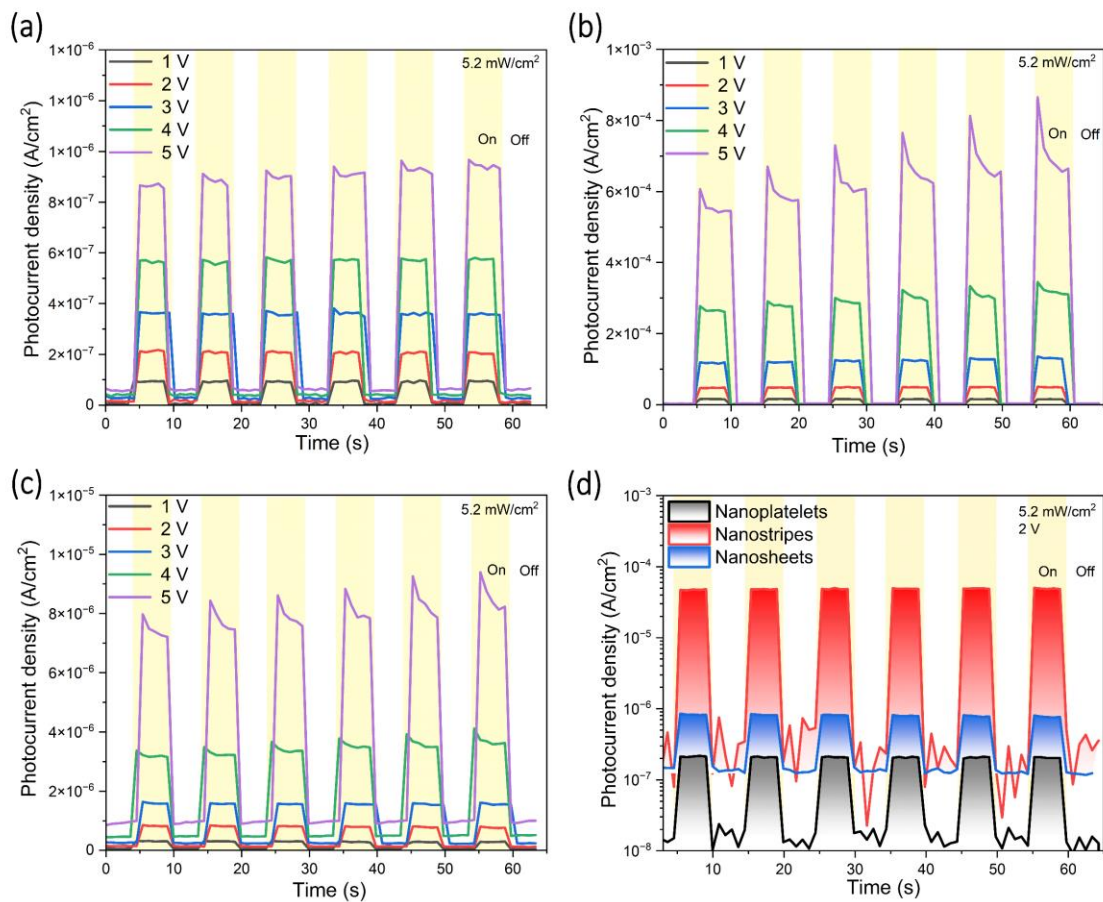 (a)
1×10⁻⁶
1×10⁻⁶
1×10⁻⁶
8×10⁻⁷
6×10⁻⁷
4×10⁻⁷
2×10⁻⁷
0
Photocurrent density (A/cm²)
1 V
2 V
3 V
4 V
5 V
5.2 mW/cm²
On Off
0 10 20 30 40 50 60
Time (s)
(b)
1×10⁻³
8×10⁻⁴
6×10⁻⁴
4×10⁻⁴
2×10⁻⁴
0
Photocurrent density (A/cm²)
1 V
2 V
3 V
4 V
5 V
5.2 mW/cm²
On Off
0 10 20 30 40 50 60
Time (s)
(c)
1×10⁻⁵
1×10⁻⁵
8×10⁻⁶
6×10⁻⁶
4×10⁻⁶
2×10⁻⁶
0
Photocurrent density (A/cm²)
1 V
2 V
3 V
4 V
5 V
5.2 mW/cm²
On Off
0 10 20 30 40 50 60
Time (s)
(d)
10⁻³
10⁻⁴
10⁻⁵
10⁻⁶
10⁻⁷
10⁻⁸
Photocurrent density (A/cm²)
Nanoplatelets
Nanostripes
Nanosheets
5.2 mW/cm²
2 V
On Off
10 20 30 40 50 60
Time (s)